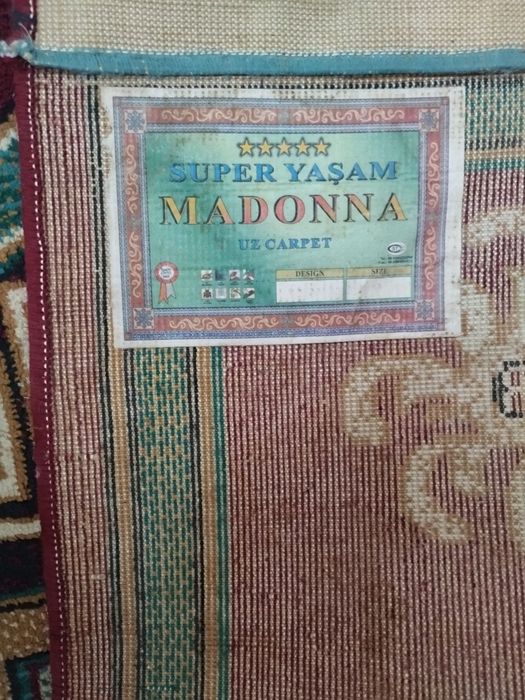 SUPER YAŞAM
MADONNA
UZ CARPET
DESIGN
SIZE